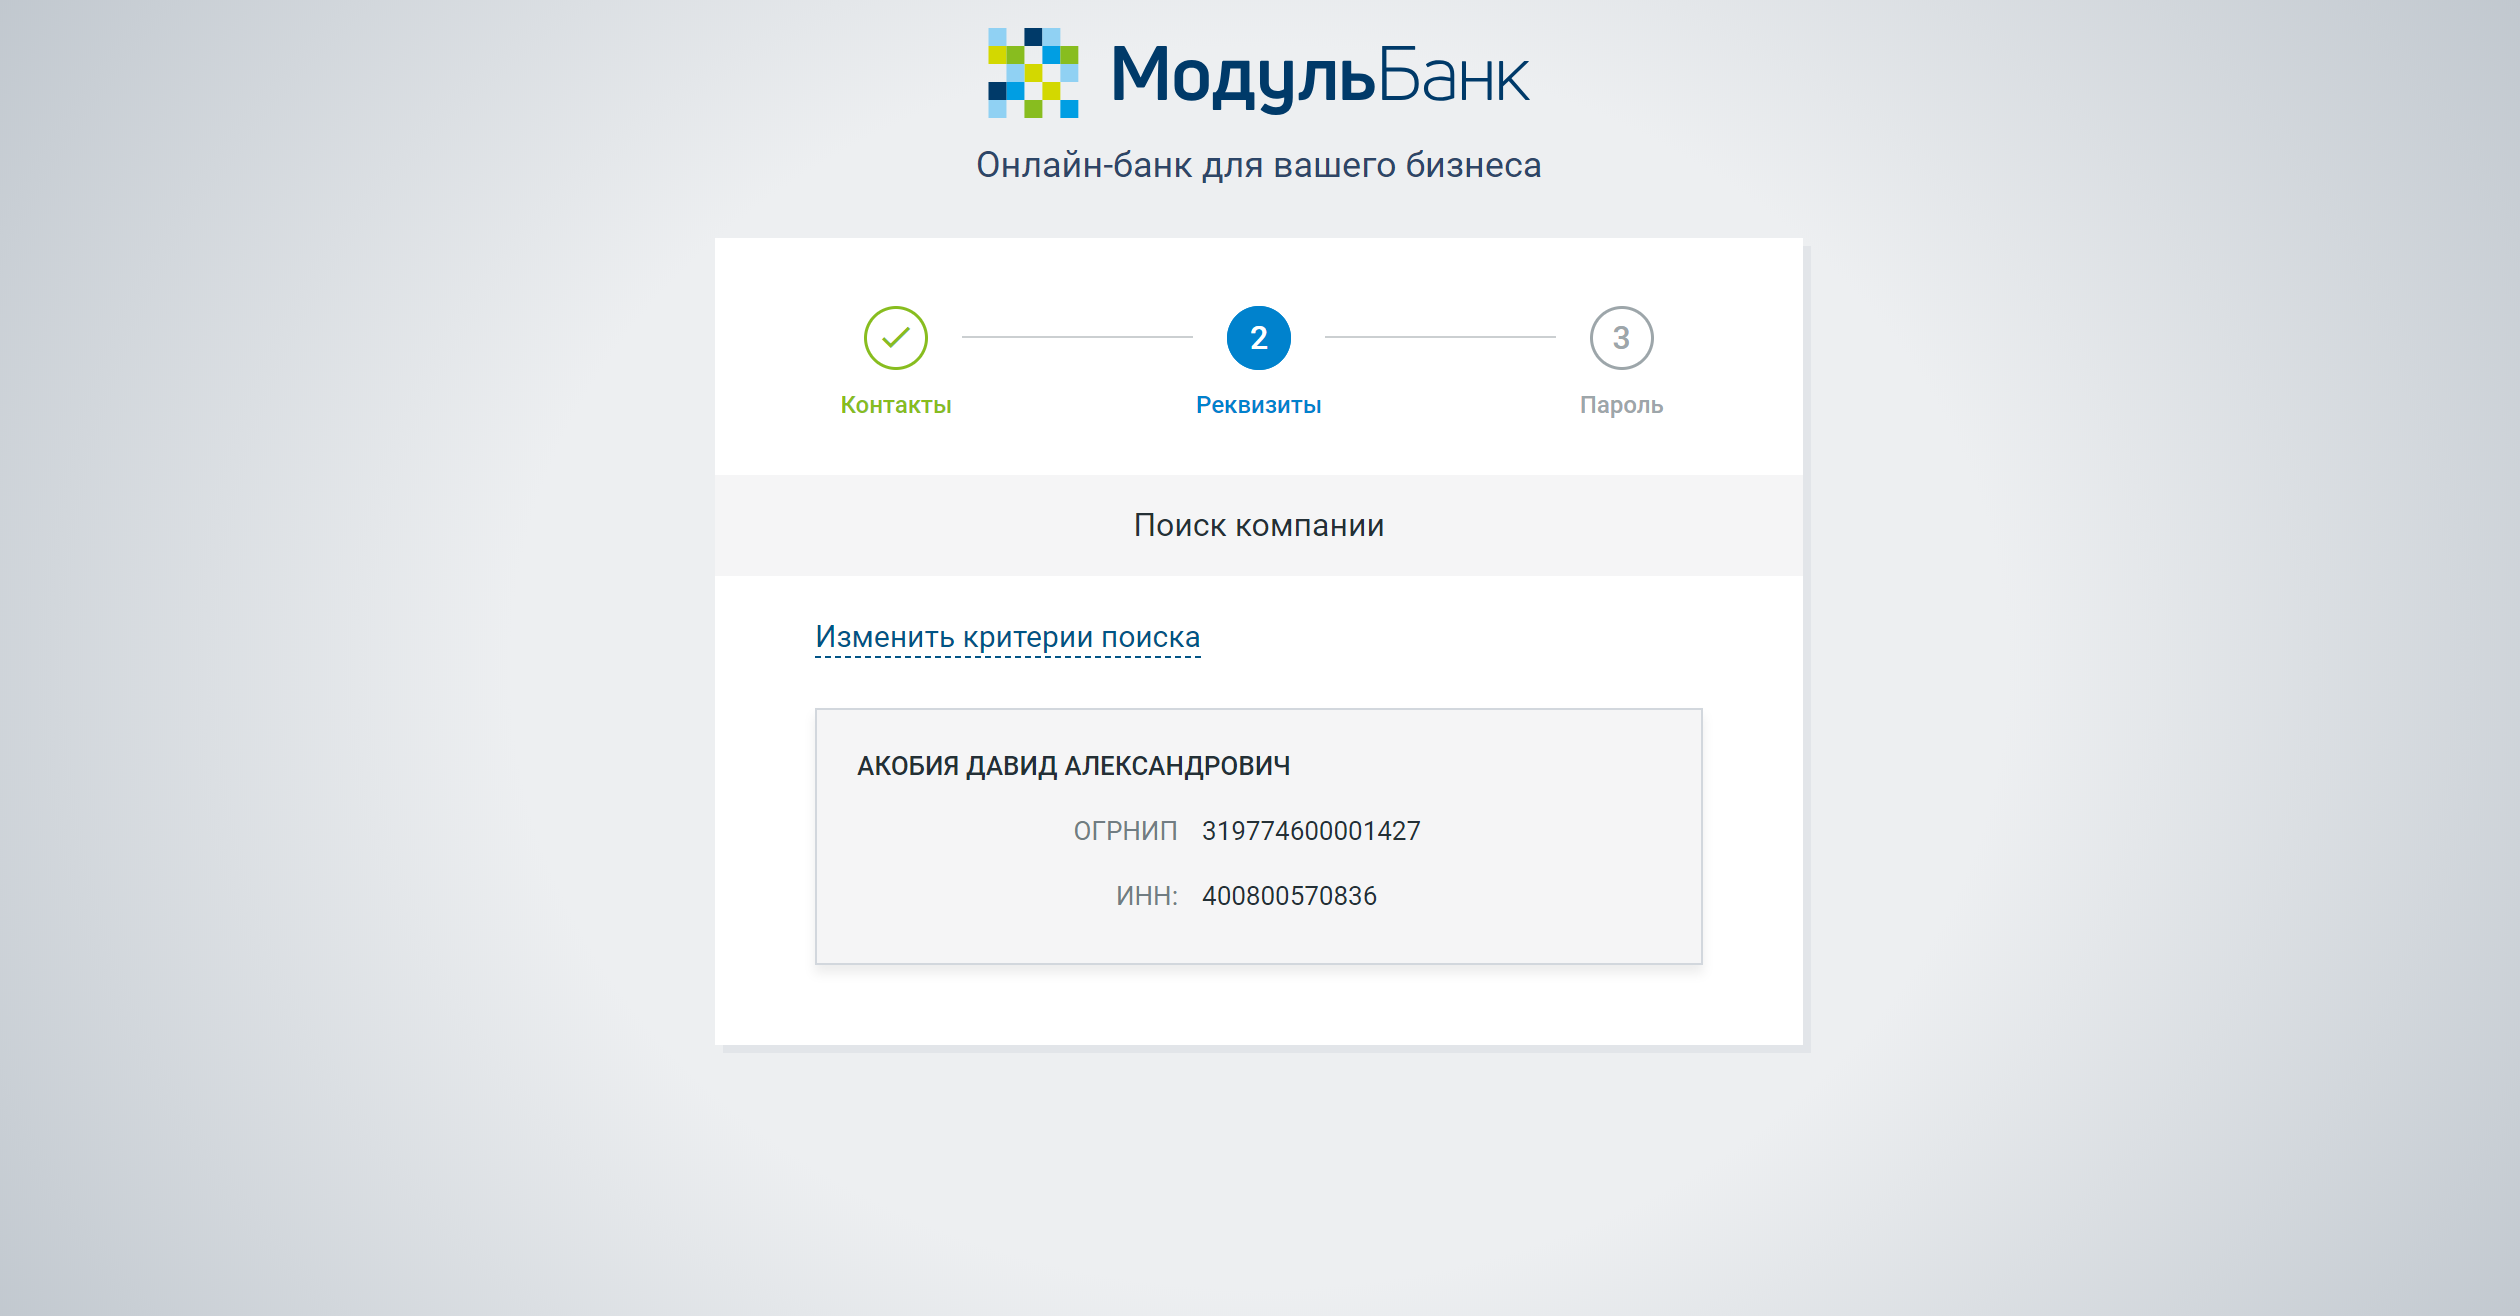 МодульБанк
Онлайн-банк для вашего бизнеса
2
3
Контакты
Реквизиты
Пароль
Поиск компании
Изменить критерии поиска
АКОБИЯ ДАВИД АЛЕКСАНДРОВИЧ
ОГРНИП 319774600001427
ИНН: 400800570836